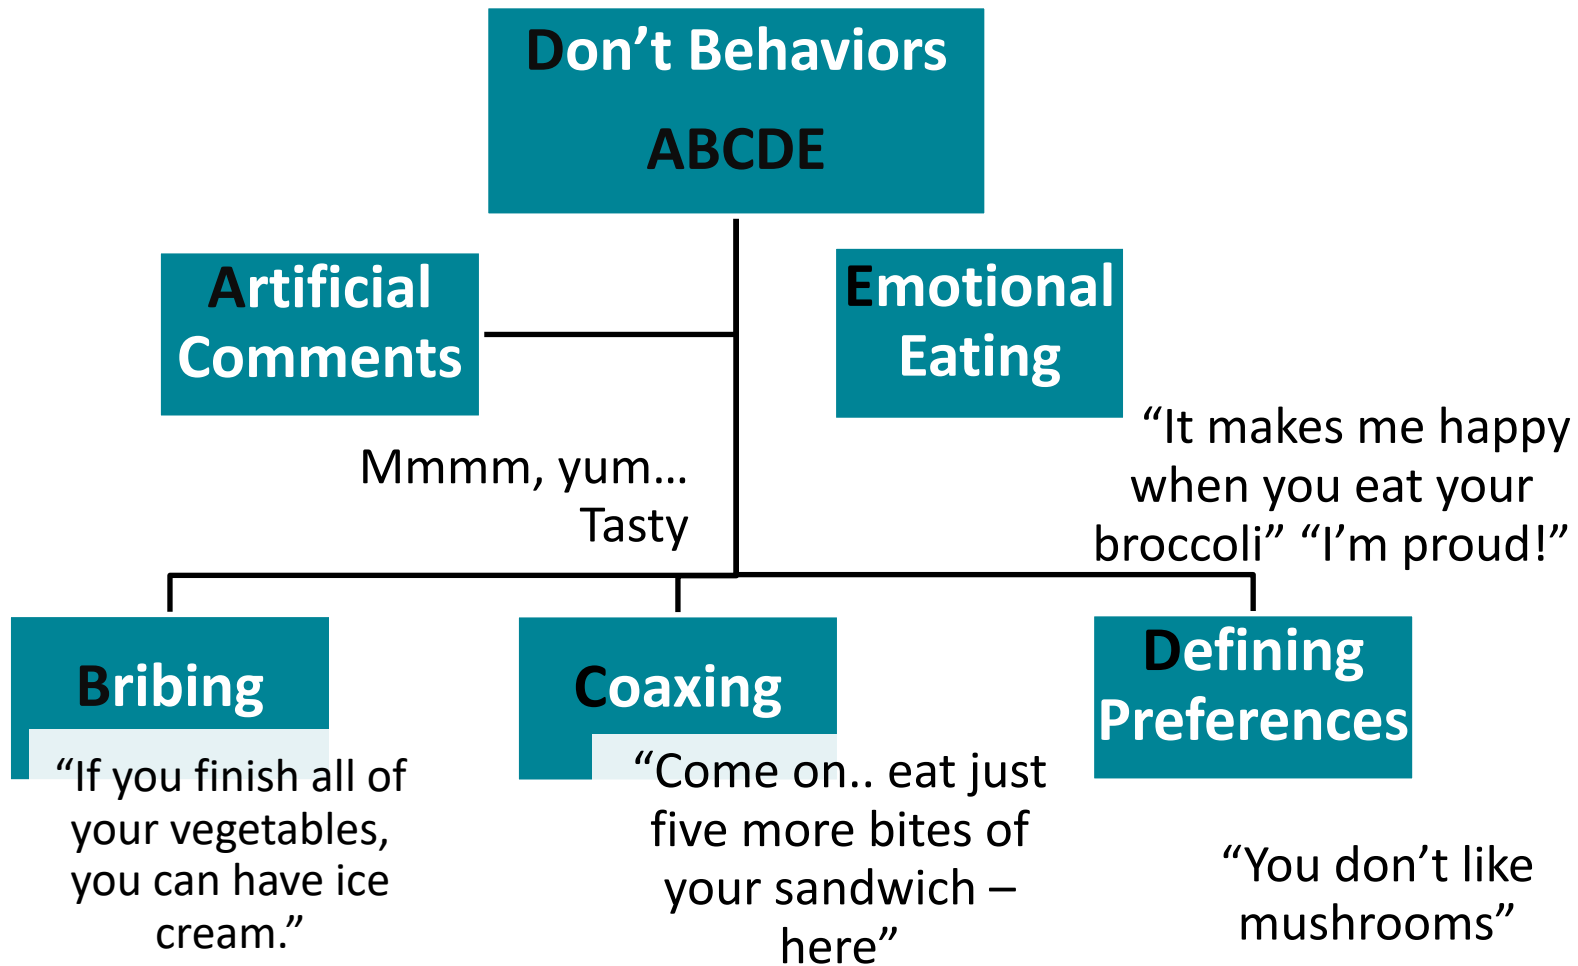 Don’t Behaviors
ABCDE
Artificial
Comments
Mmmm, yum…
Tasty
Emotional
Eating
“It makes me happy
when you eat your
broccoli” “I’m proud!”
Bribing
“If you finish all of
your vegetables,
you can have ice
cream.”
Coaxing
“Come on.. eat just
five more bites of
your sandwich –
here”
Defining
Preferences
“You don’t like
mushrooms”